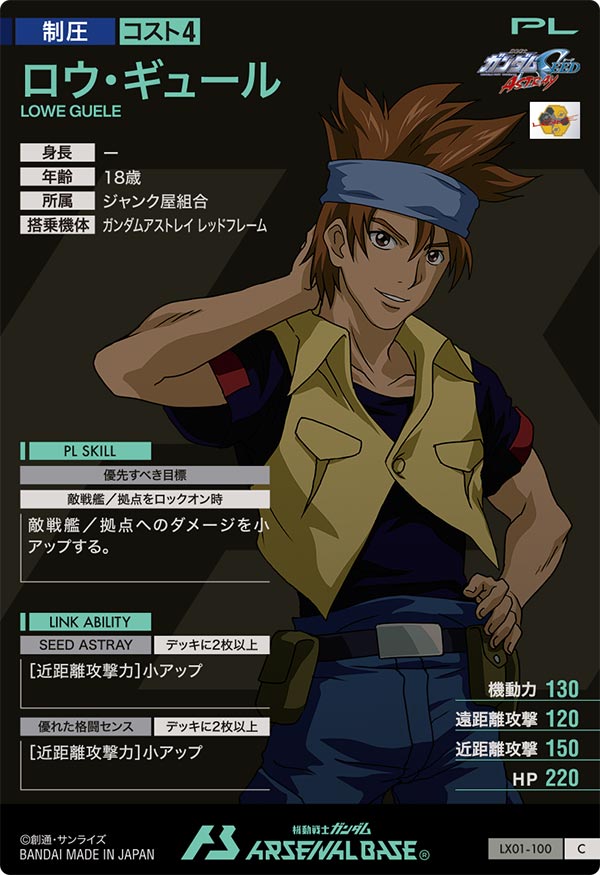 制圧
コスト4
PL
ロウ・ギュール
LOWE GUELE
ガンダムSEED
ASTRAY
身長 ー
年齢 18歳
所属 ジャンク屋組合
搭乗機体 ガンダムアストレイ レッドフレーム
PL SKILL
優先すべき目標
敵戦艦／拠点をロックオン時
敵戦艦／拠点へのダメージを小
アップする。
LINK ABILITY
SEED ASTRAY デッキに2枚以上
[近距離攻撃力]小アップ
優れた格闘センス デッキに2枚以上
[近距離攻撃力]小アップ
機動力 130
遠距離攻撃 120
近距離攻撃 150
HP 220
©創通・サンライズ
BANDAI MADE IN JAPAN
機動戦士ガンダム
ARSENAL BASE®
LX01-100 C